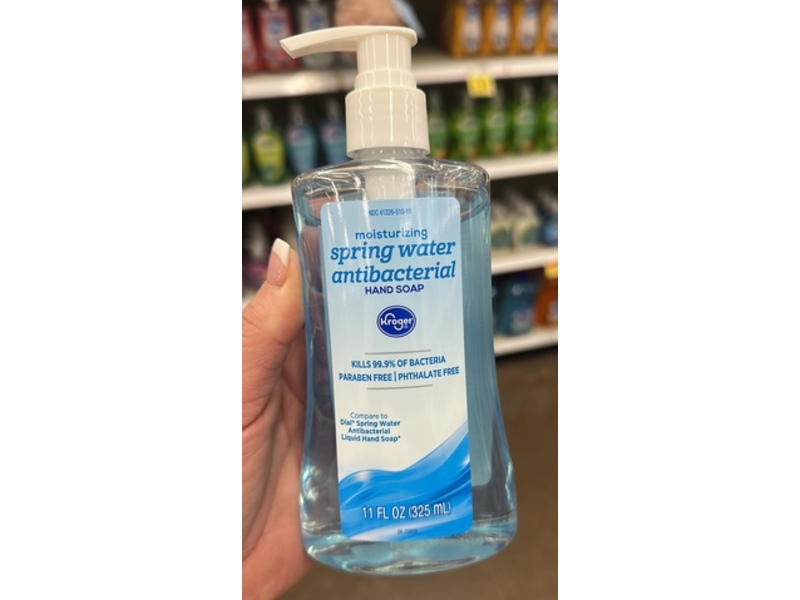 moisturizing
spring water
antibacterial
HAND SOAP
Kroger
KILLS 99.9% OF BACTERIA
PARABEN FREE | PHTHALATE FREE
Compare to
Dial® Spring Water
Antibacterial
Liquid Hand Soap*
11 FL OZ (325 mL)